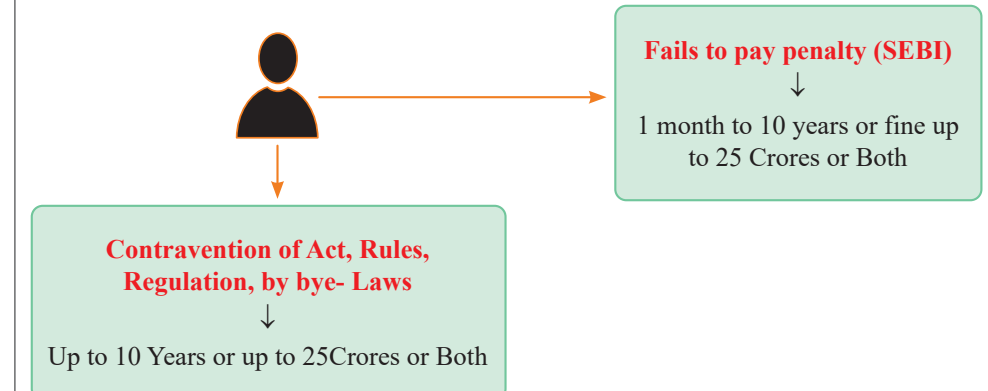 Fails to pay penalty (SEBI)
↓
1 month to 10 years or fine up
to 25 Crores or Both
Contravention of Act, Rules,
Regulation, by bye- Laws
↓
Up to 10 Years or up to 25Crores or Both